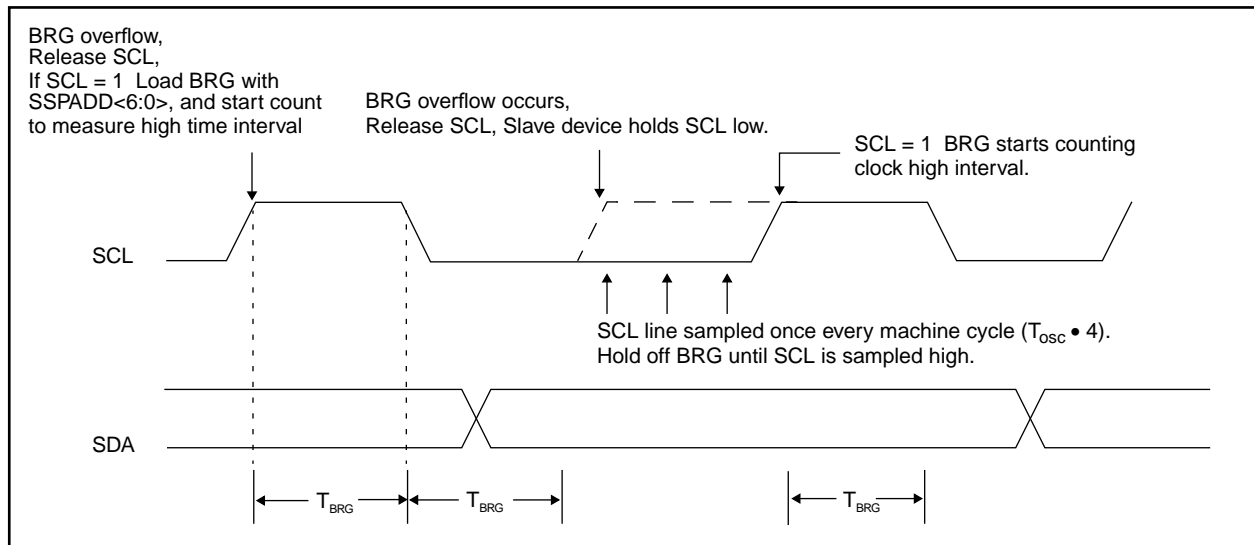 BRG overflow,
Release SCL,
If SCL = 1 Load BRG with
SSPADD<6:0>, and start count
to measure high time interval
BRG overflow occurs,
Release SCL, Slave device holds SCL low.
SCL = 1 BRG starts counting
clock high interval.
SCL
SCL line sampled once every machine cycle (Tosc • 4).
Hold off BRG until SCL is sampled high.
SDA
TBRG
TBRG
TBRG